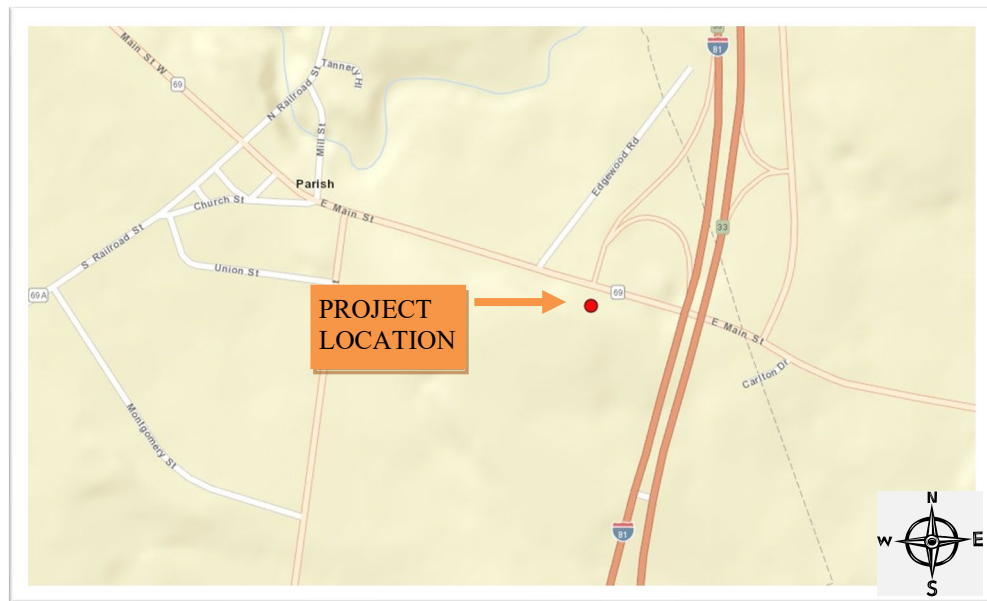 Main St W
69
N Railroad St
Tannery Hl
Mill St
81
Edgewood Rd
Parish
Church St
E Main St
S Railroad St
33
Union St
69A
69
PROJECT
LOCATION
E Main St
Carlton Dr
Montgomery St
81
N
W
E
S